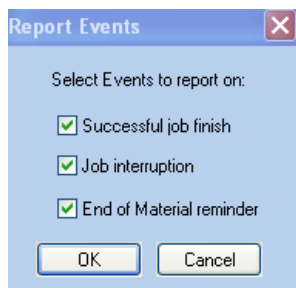 Report Events
Select Events to report on:
Successful job finish
Job interruption
End of Material reminder
OK Cancel